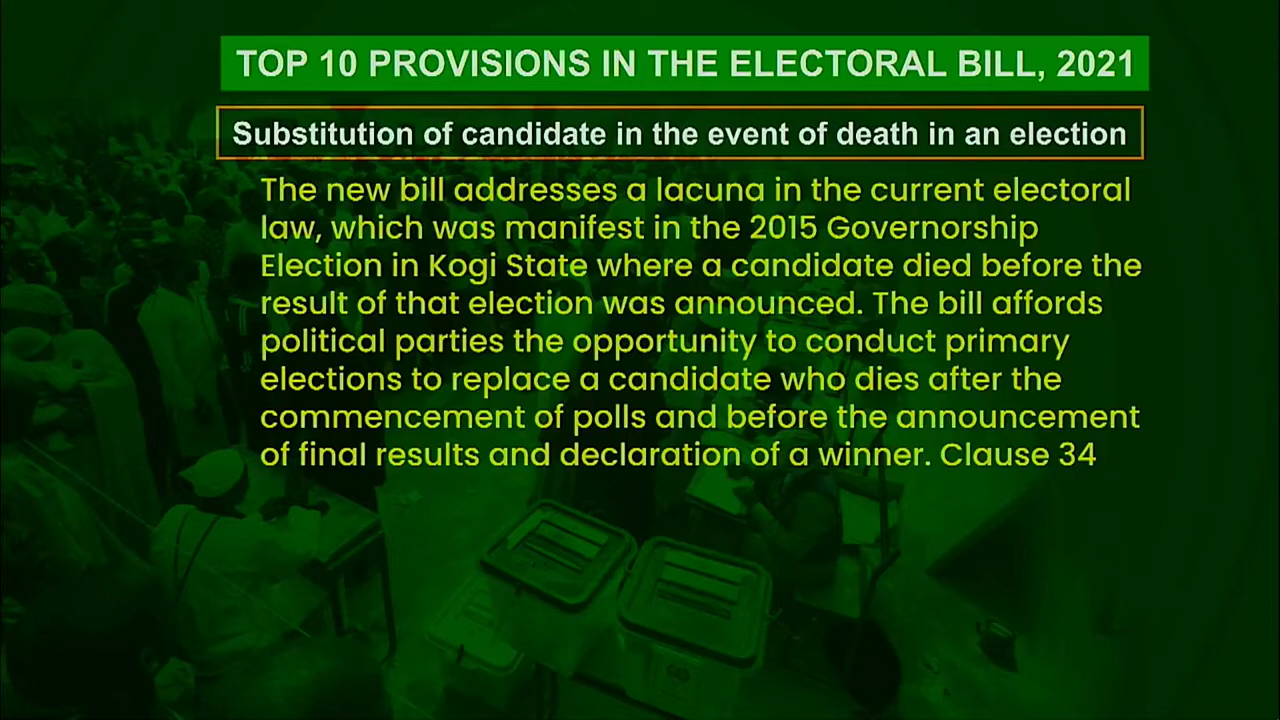 TOP 10 PROVISIONS IN THE ELECTORAL BILL, 2021
Substitution of candidate in the event of death in an election
The new bill addresses a lacuna in the current electoral
law, which was manifest in the 2015 Governorship
Election in Kogi State where a candidate died before the
result of that election was announced. The bill affords
political parties the opportunity to conduct primary
elections to replace a candidate who dies after the
commencement of polls and before the announcement
of final results and declaration of a winner. Clause 34